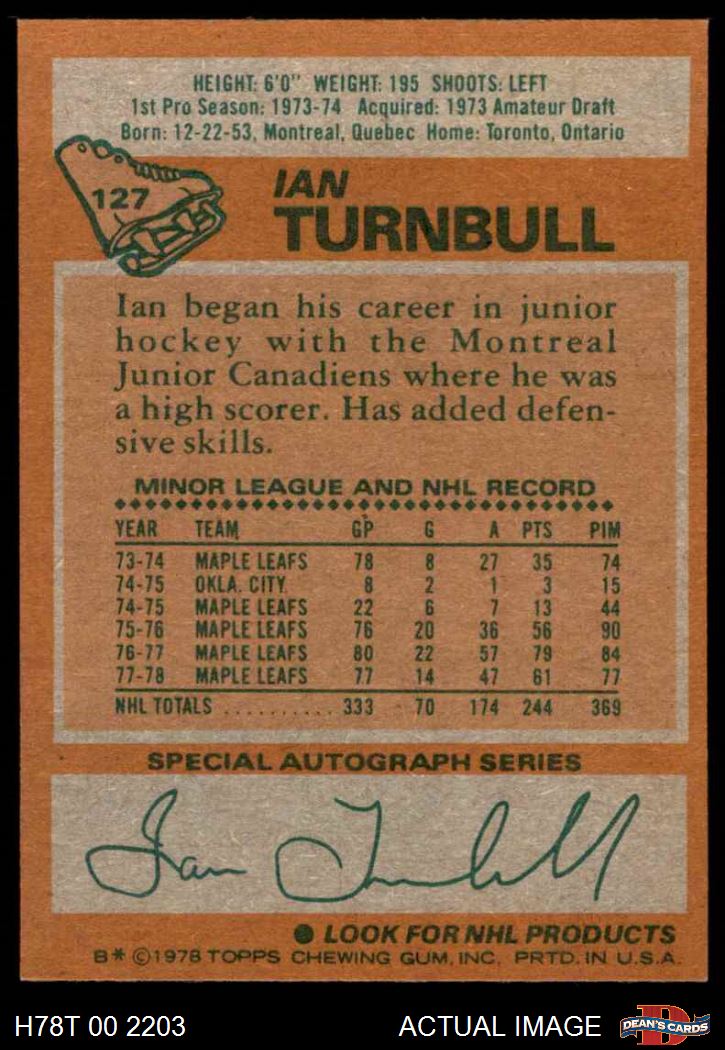 HEIGHT: 6'0" WEIGHT: 195 SHOOTS: LEFT
1st Pro Season: 1973-74 Acquired: 1973 Amateur Draft
Born: 12-22-53, Montreal, Quebec Home: Toronto, Ontario
127
IAN
TURNBULL
Ian began his career in junior
hockey with the Montreal
Junior Canadiens where he was
a high scorer. Has added defen-
sive skills.
MINOR LEAGUE AND NHL RECORD
YEAR TEAM GP G A PTS PIM
73-74 MAPLE LEAFS 78 8 27 35 74
74-75 OKLA. CITY 8 2 1 3 15
74-75 MAPLE LEAFS 22 6 7 13 44
75-76 MAPLE LEAFS 76 20 36 56 90
76-77 MAPLE LEAFS 80 22 57 79 84
77-78 MAPLE LEAFS 77 14 47 61 77
NHL TOTALS .......... 333 70 174 244 369
SPECIAL AUTOGRAPH SERIES
Ian Turnbull
● LOOK FOR NHL PRODUCTS
B* ©1978 TOPPS CHEWING GUM, INC. PRTD. IN U.S.A.
H78T 00 2203 ACTUAL IMAGE D DEAN'S CARDS